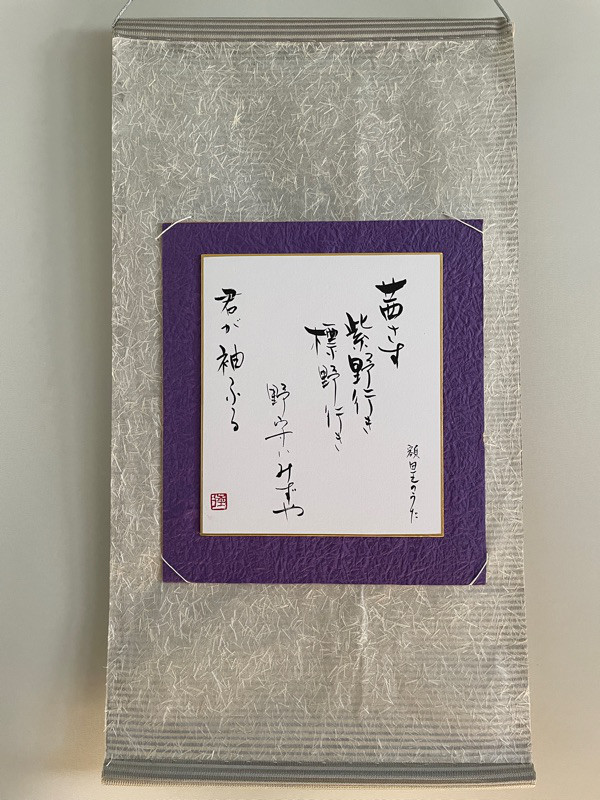 額田王のうた
茜さす
紫野行き
標野行き
野守ハみずや
君が袖ふる